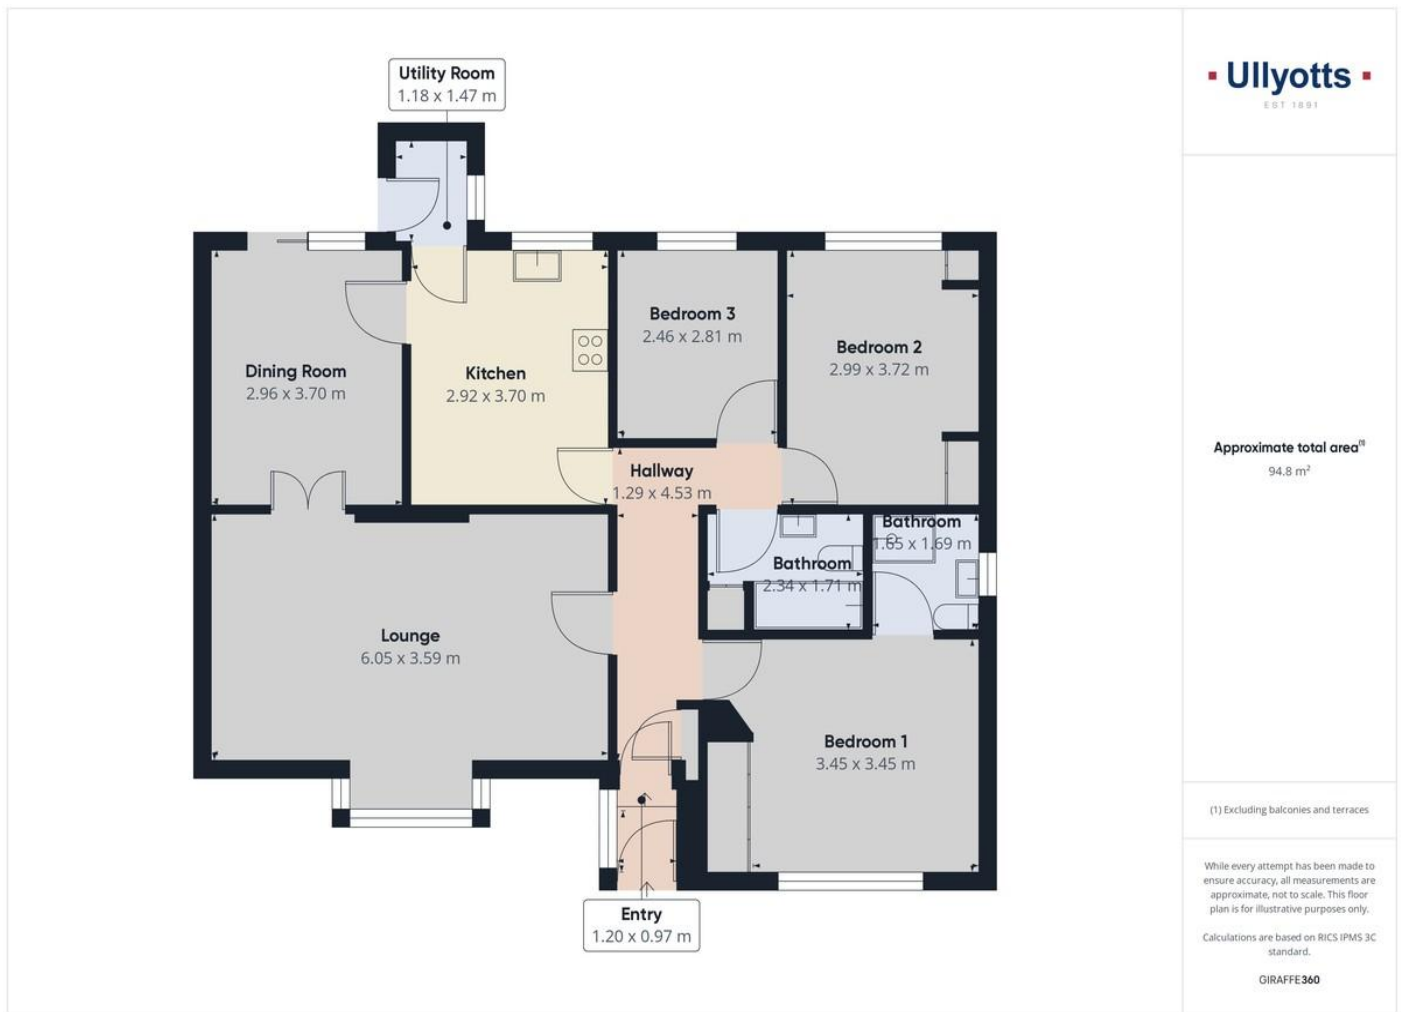 Utility Room
1.18 x 1.47 m
Ullyotts
EST 1891
Bedroom 3
2.46 x 2.81 m
Bedroom 2
2.99 x 3.72 m
Dining Room
2.96 x 3.70 m
Kitchen
2.92 x 3.70 m
Hallway
1.29 x 4.53 m
Bathroom
1.65 x 1.69 m
Bathroom
2.34 x 1.71 m
Lounge
6.05 x 3.59 m
Bedroom 1
3.45 x 3.45 m
Entry
1.20 x 0.97 m
Approximate total area(1)
94.8 m²
(1) Excluding balconies and terraces
While every attempt has been made to
ensure accuracy, all measurements are
approximate, not to scale. This floor
plan is for illustrative purposes only.
Calculations are based on RICS IPMS 3C
standard.
GIRAFFE360